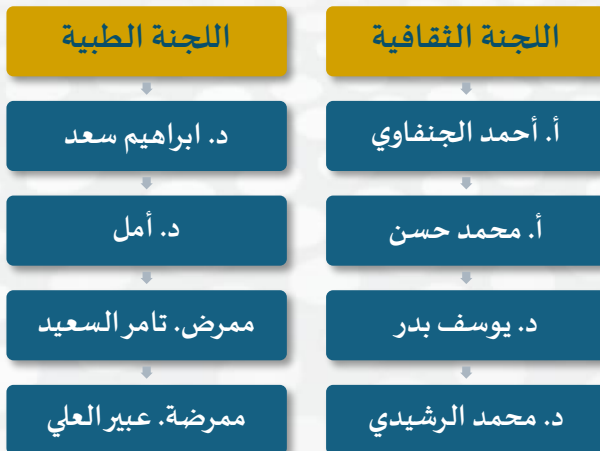 اللجنة الثقافية
أ. أحمد الجنفاوي
أ. محمد حسن
د. يوسف بدر
د. محمد الرشيدي
اللجنة الطبية
د. ابراهيم سعد
د. أمل
ممرض. تامر السعيد
ممرضة. عبير العلي